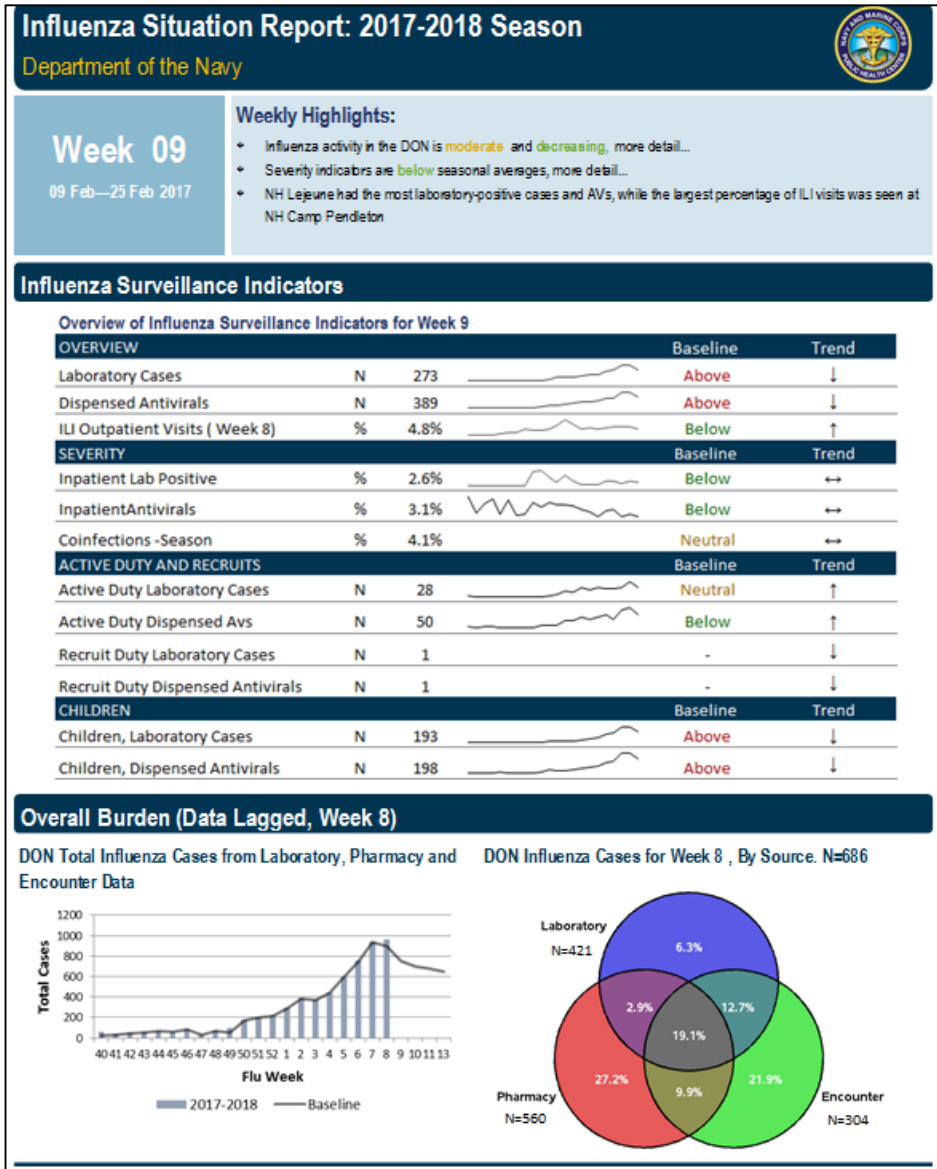 Influenza Situation Report: 2017-2018 Season
Department of the Navy
NAVY AND MARINE CORPS
PUBLIC HEALTH CENTER
Week 09
09 Feb—25 Feb 2017
Weekly Highlights:
Influenza activity in the DON is moderate and decreasing, more detail...
Severity indicators are below seasonal averages, more detail...
NH Lejeune had the most laboratory-positive cases and AVs, while the largest percentage of ILI visits was seen at
NH Camp Pendleton
Influenza Surveillance Indicators
Overview of Influenza Surveillance Indicators for Week 9
OVERVIEW Baseline Trend
Laboratory Cases N 273 Above ↓
Dispensed Antivirals N 389 Above ↓
ILI Outpatient Visits ( Week 8) % 4.8% Below ↑
SEVERITY Baseline Trend
Inpatient Lab Positive % 2.6% Below ↔
InpatientAntivirals % 3.1% Below ↔
Coinfections -Season % 4.1% Neutral ↔
ACTIVE DUTY AND RECRUITS Baseline Trend
Active Duty Laboratory Cases N 28 Neutral ↑
Active Duty Dispensed Avs N 50 Below ↑
Recruit Duty Laboratory Cases N 1 - ↓
Recruit Duty Dispensed Antivirals N 1 - ↓
CHILDREN Baseline Trend
Children, Laboratory Cases N 193 Above ↓
Children, Dispensed Antivirals N 198 Above ↓
Overall Burden (Data Lagged, Week 8)
DON Total Influenza Cases from Laboratory, Pharmacy and
Encounter Data
1200
1000
800
600
400
200
0
Total Cases
40 41 42 43 44 45 46 47 48 49 50 51 52 1 2 3 4 5 6 7 8 9 10 11 13
Flu Week
2017-2018 Baseline
DON Influenza Cases for Week 8 , By Source. N=686
Laboratory
N=421
6.3%
2.9%
12.7%
19.1%
27.2%
9.9%
21.9%
Pharmacy
N=560
Encounter
N=304